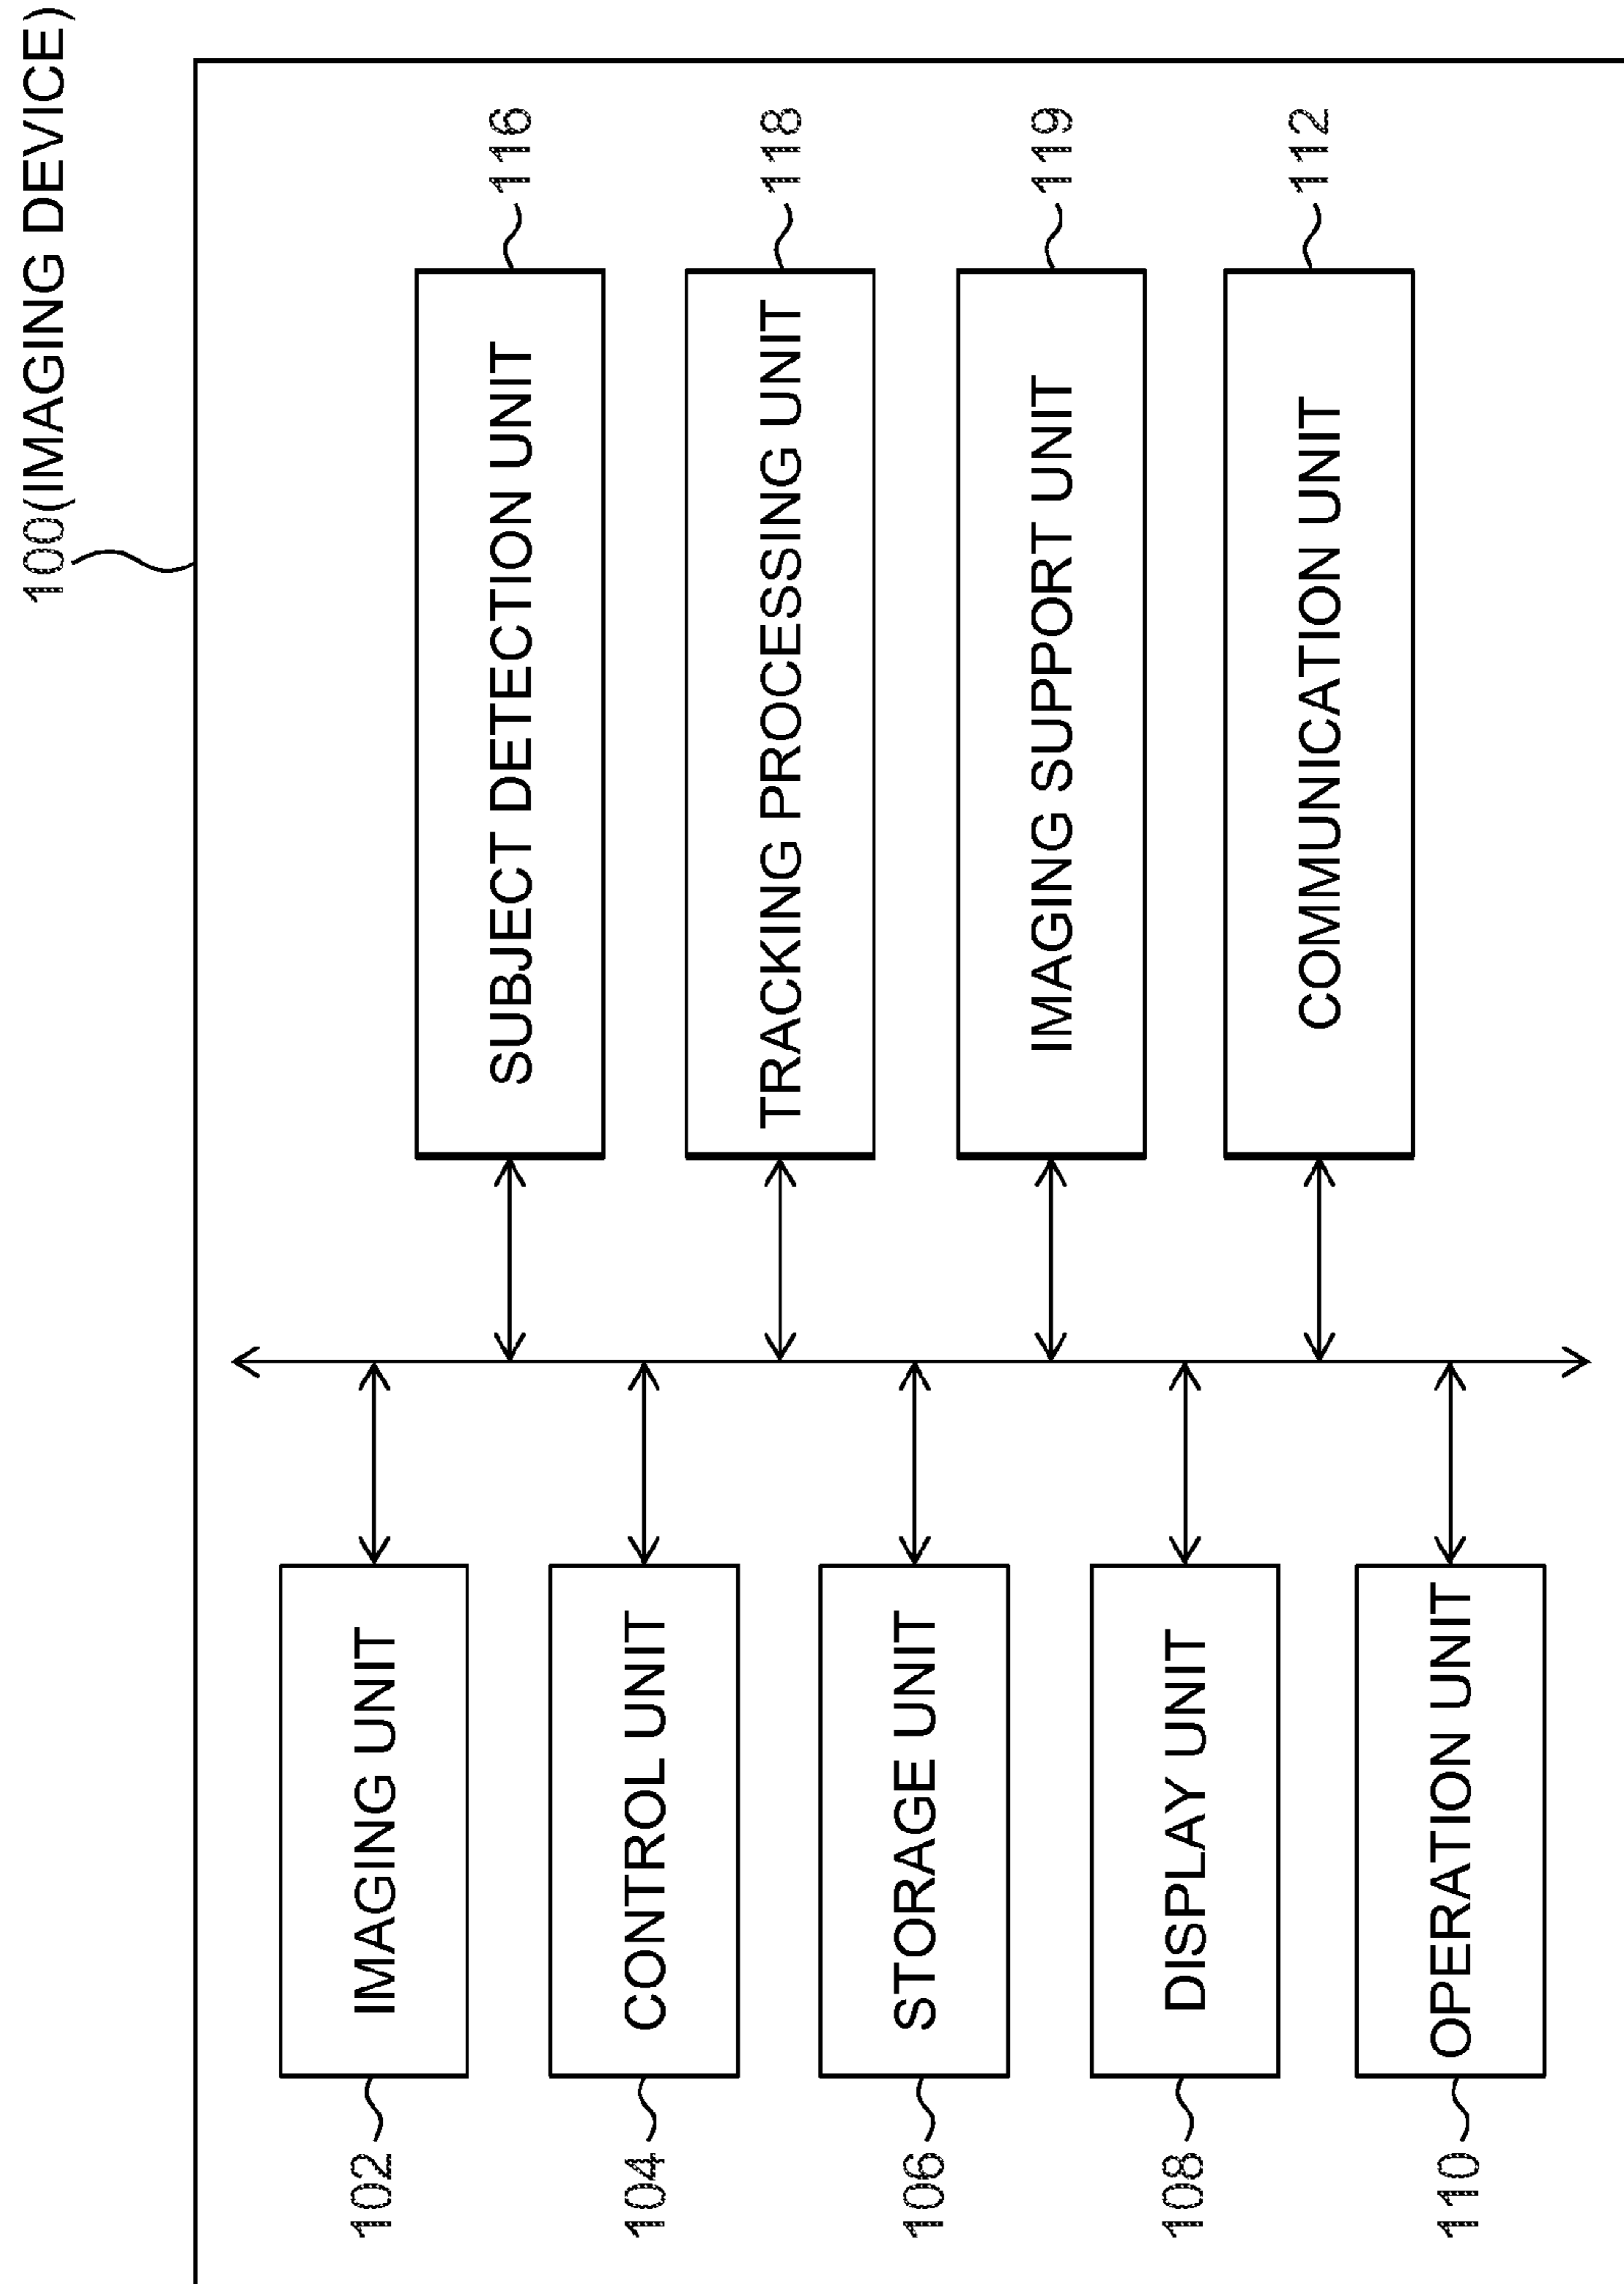 100(IMAGING DEVICE)
102
IMAGING UNIT
104
CONTROL UNIT
106
STORAGE UNIT
108
DISPLAY UNIT
110
OPERATION UNIT
SUBJECT DETECTION UNIT
116
TRACKING PROCESSING UNIT
118
IMAGING SUPPORT UNIT
119
COMMUNICATION UNIT
112